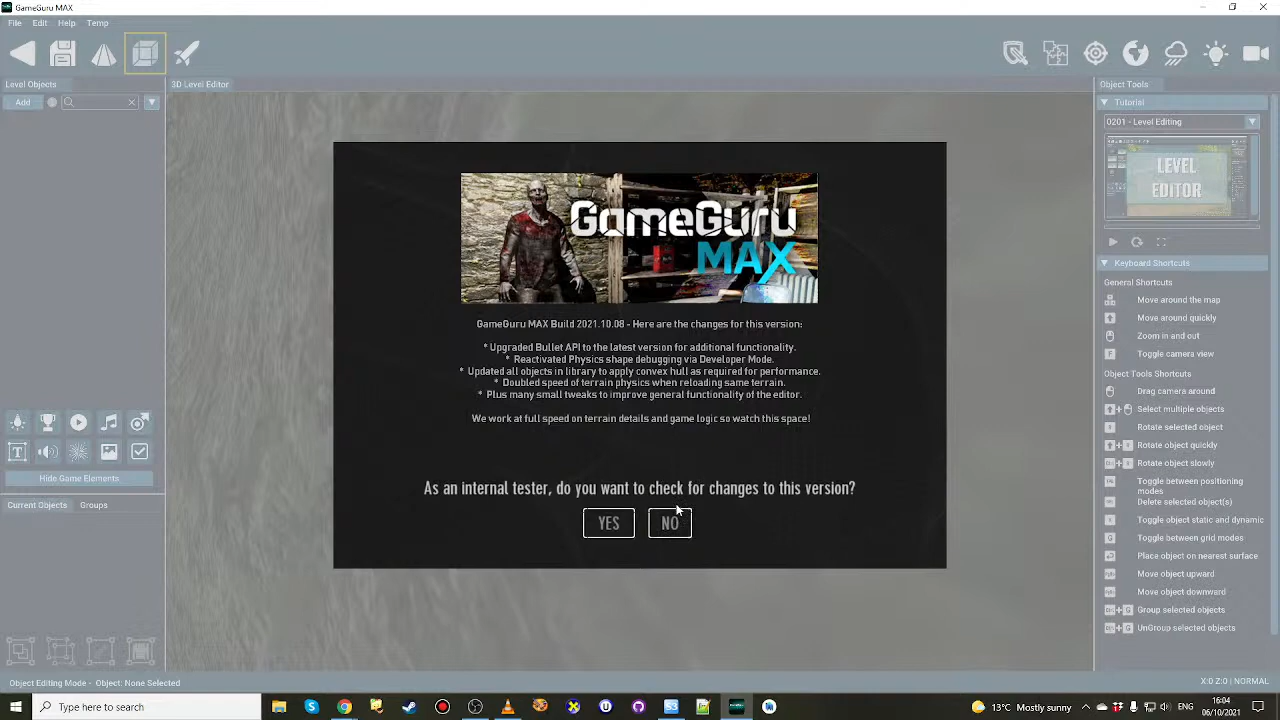 GameGuru MAX
File Edit Help Temp
Level Objects
3D Level Editor
Object Tools
Add
Tutorial
0201 - Level Editing
LEVEL
EDITOR
Keyboard Shortcuts
General Shortcuts
Move around the map
Move around quickly
Zoom in and out
F Toggle camera view
Object Tools Shortcuts
Drag camera around
Select multiple objects
Rotate selected object
Rotate object quickly
Rotate object slowly
Toggle between positioning
modes
Delete selected object(s)
Toggle object static and dynamic
G Toggle between grid modes
Place object on nearest surface
Move object upward
Move object downward
G Group selected objects
G UnGroup selected objects
GameGuru
MAX
GameGuru MAX Build 2021.10.08 - Here are the changes for this version:
* Upgraded Bullet API to the latest version for additional functionality.
* Reactivated Physics shape debugging via Developer Mode.
* Updated all objects in library to apply convex hull as required for performance.
* Doubled speed of terrain physics when reloading same terrain.
* Plus many small tweaks to improve general functionality of the editor.
We work at full speed on terrain details and game logic so watch this space!
As an internal tester, do you want to check for changes to this version?
YES NO
Hide Game Elements
Current Objects Groups
Object Editing Mode - Object: None Selected
X:0 Z:0 | NORMAL
Type here to search
13°C Mostly sunny
16:04
06/10/2021